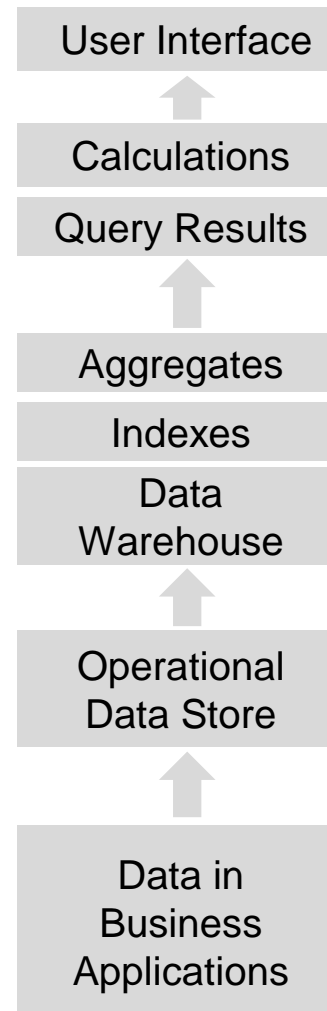 User Interface
Calculations
Query Results
Aggregates
Indexes
Data
Warehouse
Operational
Data Store
Data in
Business
Applications